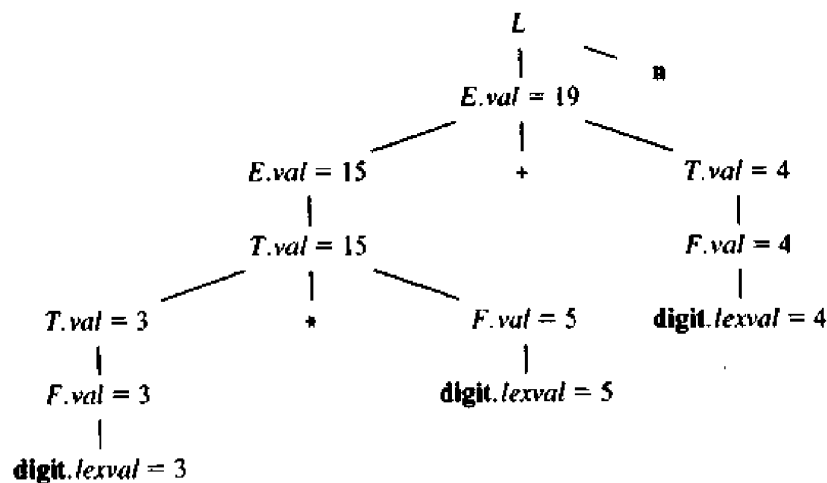 L
n
E.val = 19
E.val = 15 + T.val = 4
T.val = 15 F.val = 4
T.val = 3 * F.val = 5 digit.lexval = 4
F.val = 3 digit.lexval = 5
digit.lexval = 3